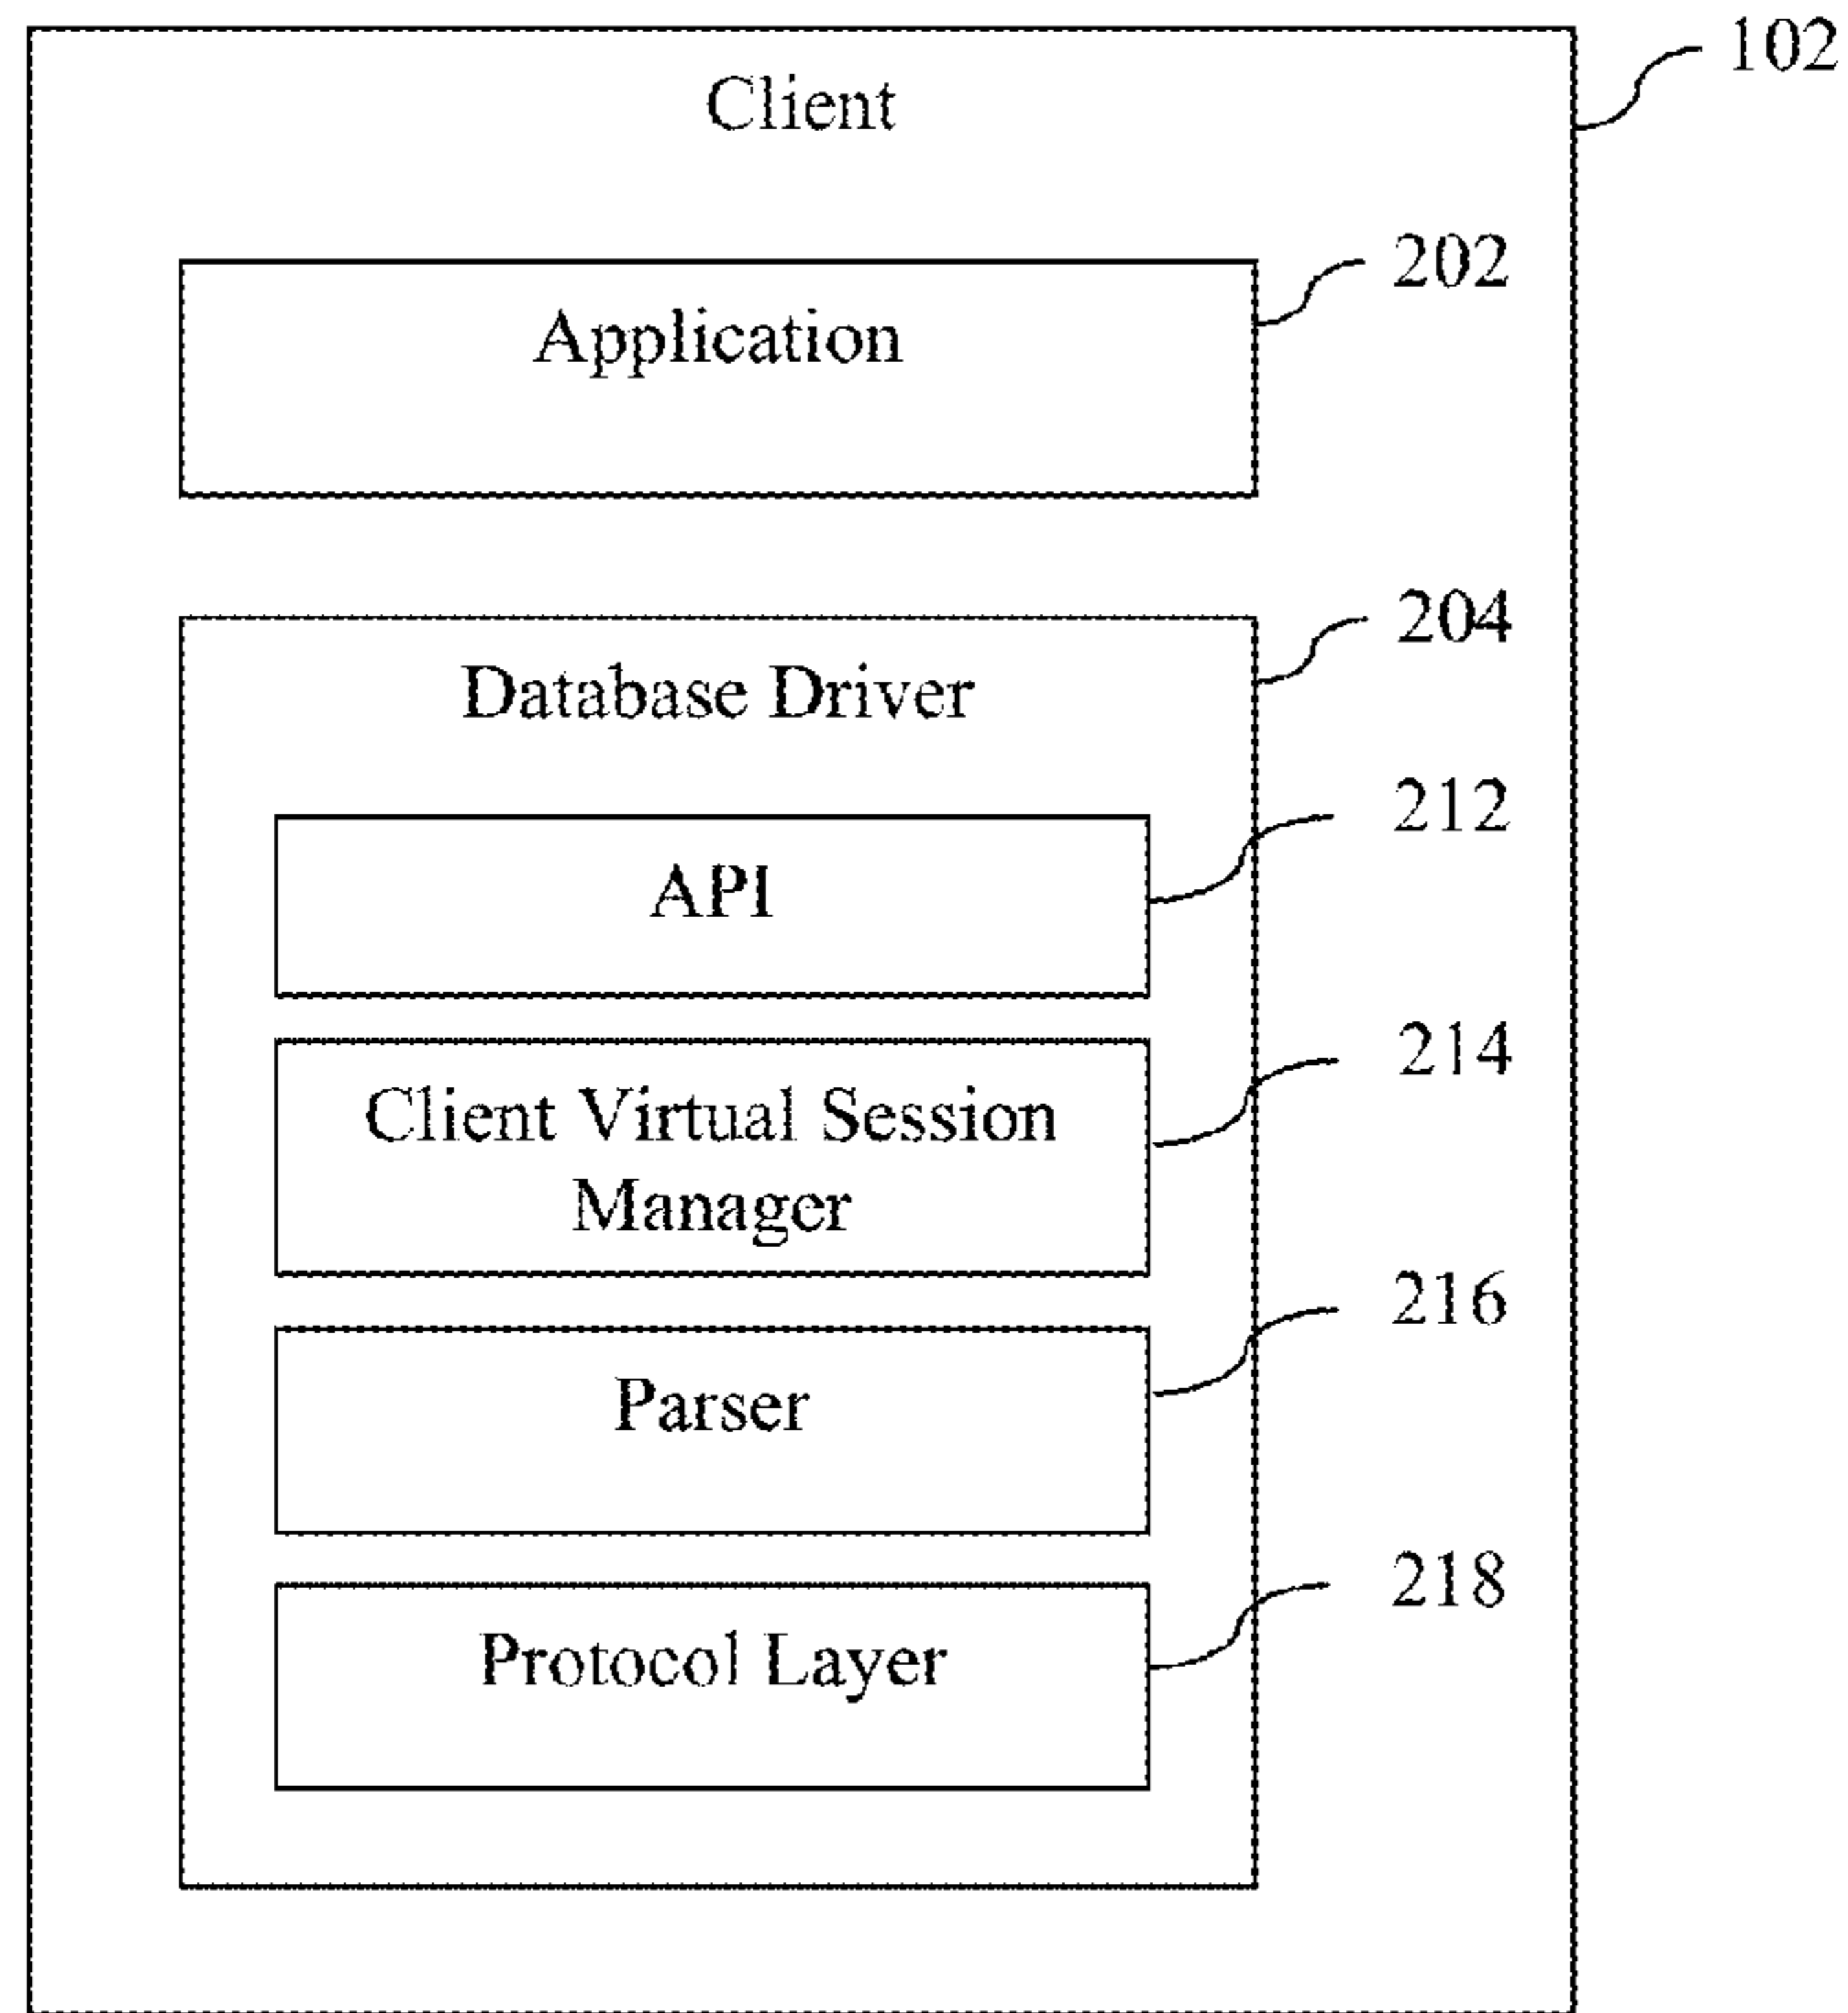 102
Client
202
Application
204
Database Driver
212
API
214
Client Virtual Session
Manager
216
Parser
218
Protocol Layer